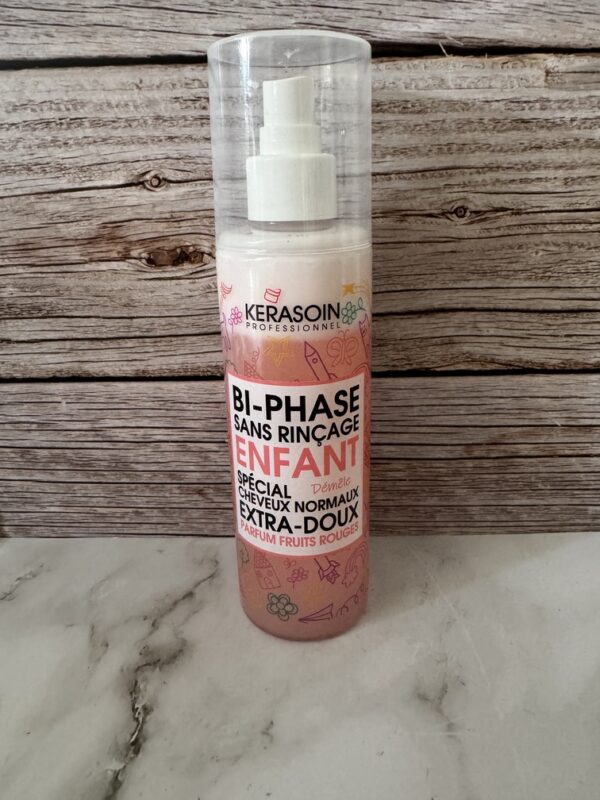 KERASOIN
PROFESSIONNEL
BI-PHASE
SANS RINÇAGE
ENFANT
SPÉCIAL Démêle
CHEVEUX NORMAUX
EXTRA-DOUX
PARFUM FRUITS ROUGES